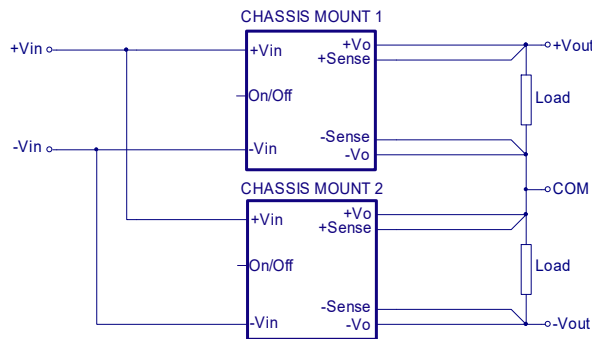 CHASSIS MOUNT 1
+Vin
+Vin
+Vo
+Vout
+Sense
On/Off
Load
-Vin
-Vin
-Sense
-Vo
CHASSIS MOUNT 2
COM
+Vin
+Vo
+Sense
On/Off
Load
-Sense
-Vin
-Vo
-Vout